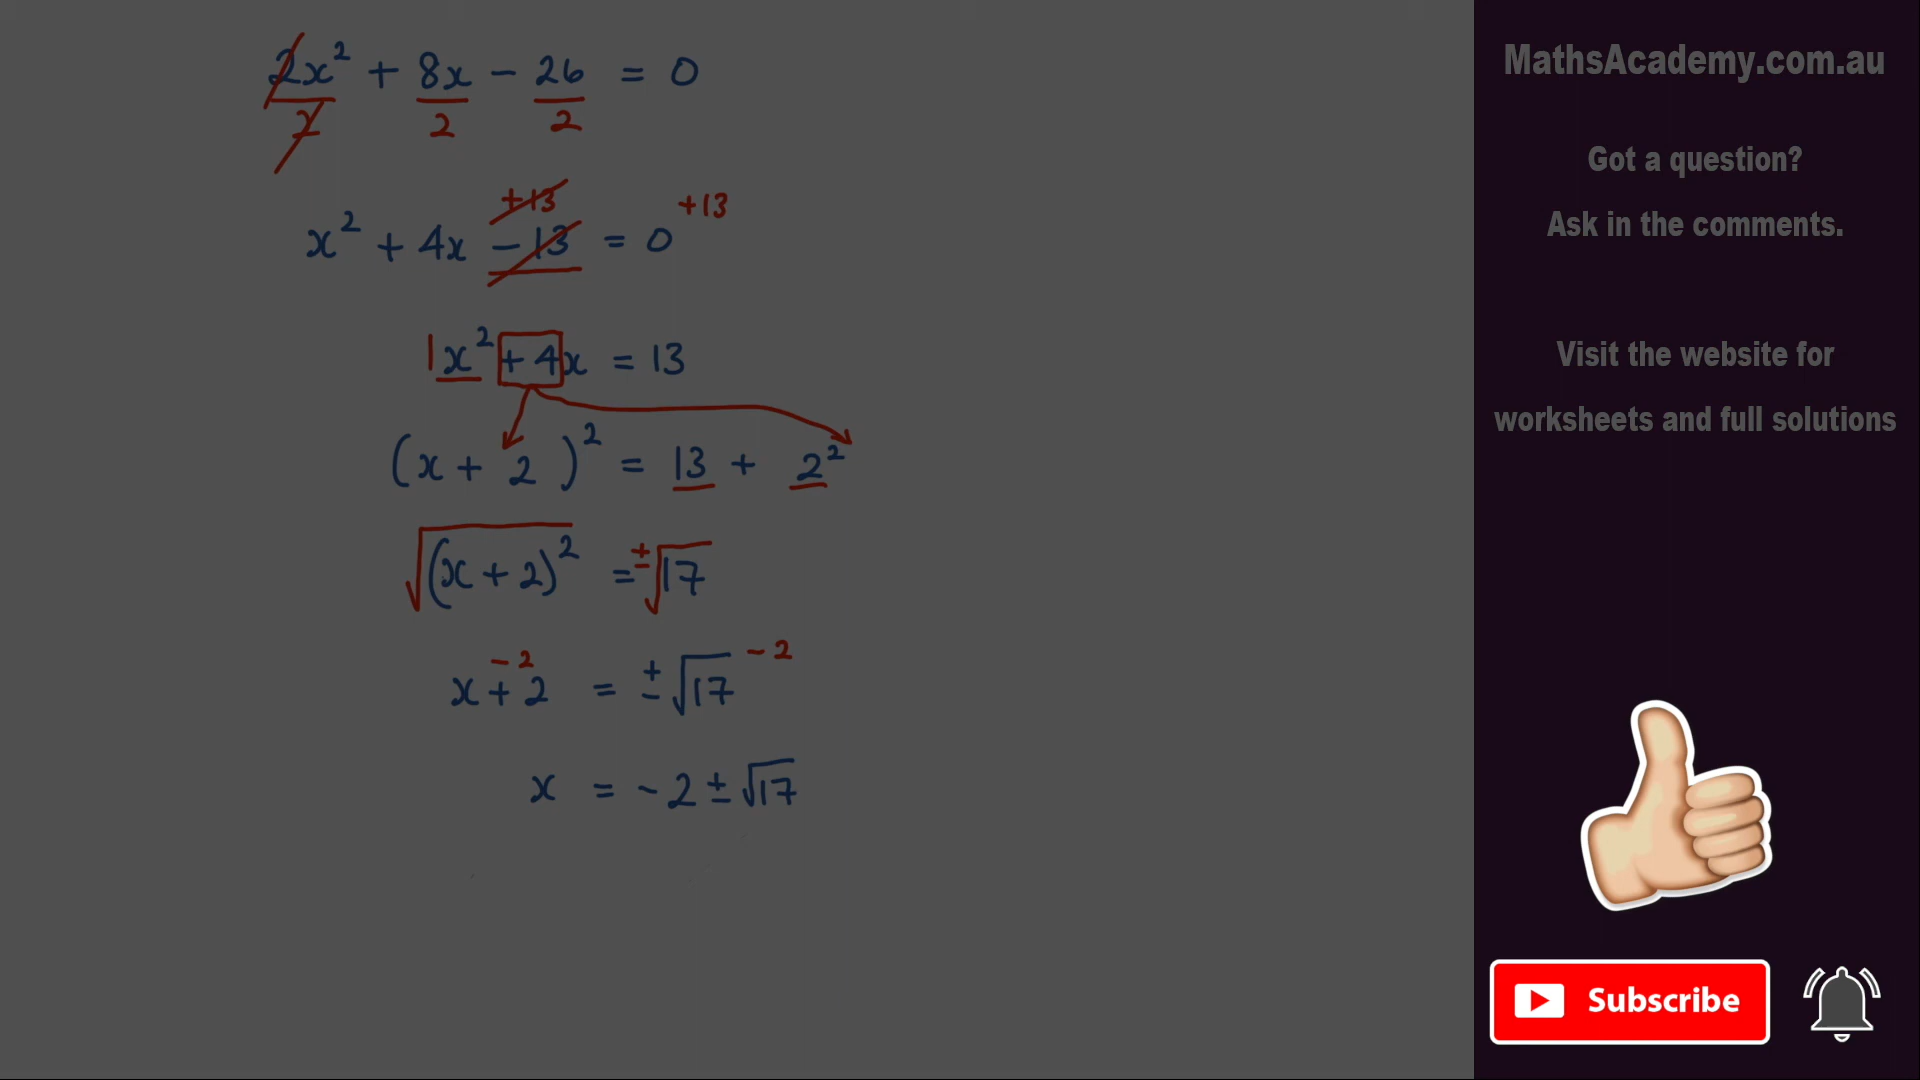 2x² + 8x − 26 = 0
2 2 2
+13 +13
x² + 4x − 13 = 0
1x² + 4x = 13
(x + 2)² = 13 + 2²
√(x + 2)² = ±√17
−2 −2
x + 2 = ±√17
x = −2 ± √17
MathsAcademy.com.au
Got a question?
Ask in the comments.
Visit the website for
worksheets and full solutions
Subscribe